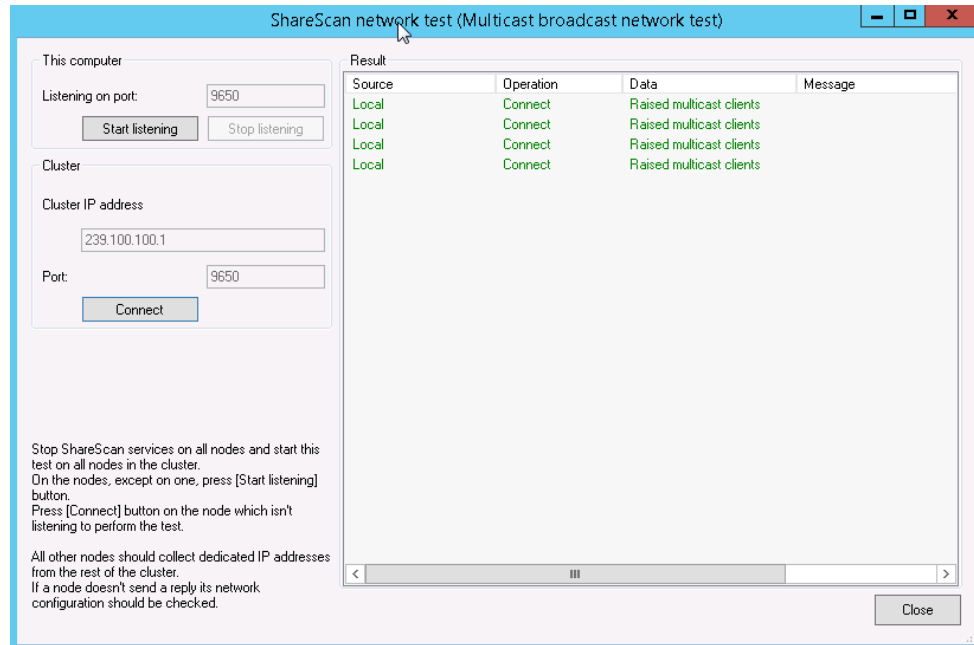 ShareScan network test (Multicast broadcast network test)
This computer
Listening on port:
9650
Start listening
Stop listening
Cluster
Cluster IP address
239.100.100.1
Port:
9650
Connect
Stop ShareScan services on all nodes and start this
test on all nodes in the cluster.
On the nodes, except on one, press [Start listening]
button.
Press [Connect] button on the node which isn't
listening to perform the test.
All other nodes should collect dedicated IP addresses
from the rest of the cluster.
If a node doesn't send a reply its network
configuration should be checked.
Result
Source Operation Data Message
Local Connect Raised multicast clients
Local Connect Raised multicast clients
Local Connect Raised multicast clients
Local Connect Raised multicast clients
Close